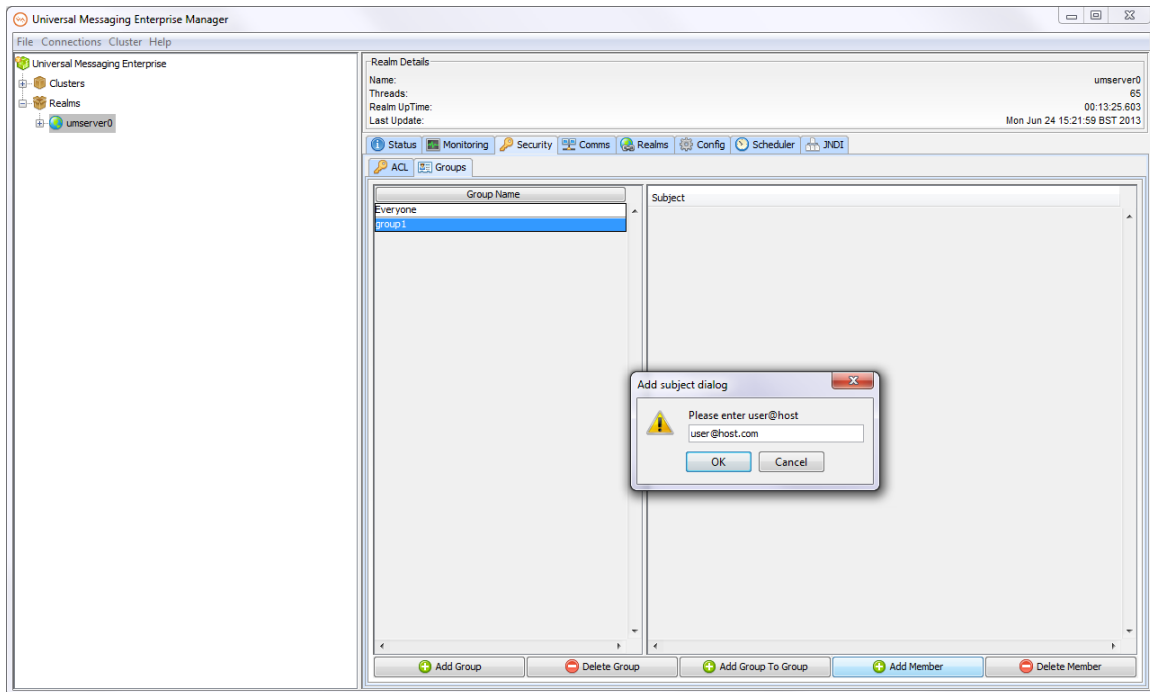 Universal Messaging Enterprise Manager
File Connections Cluster Help
Universal Messaging Enterprise
Clusters
Realms
umserver0
Realm Details
Name: umserver0
Threads: 65
Realm UpTime: 00:13:25.603
Last Update: Mon Jun 24 15:21:59 BST 2013
Status Monitoring Security Comms Realms Config Scheduler JNDI
ACL Groups
Group Name
Subject
Everyone
group1
Add subject dialog
Please enter user@host
user@host.com
OK Cancel
Add Group Delete Group Add Group To Group Add Member Delete Member